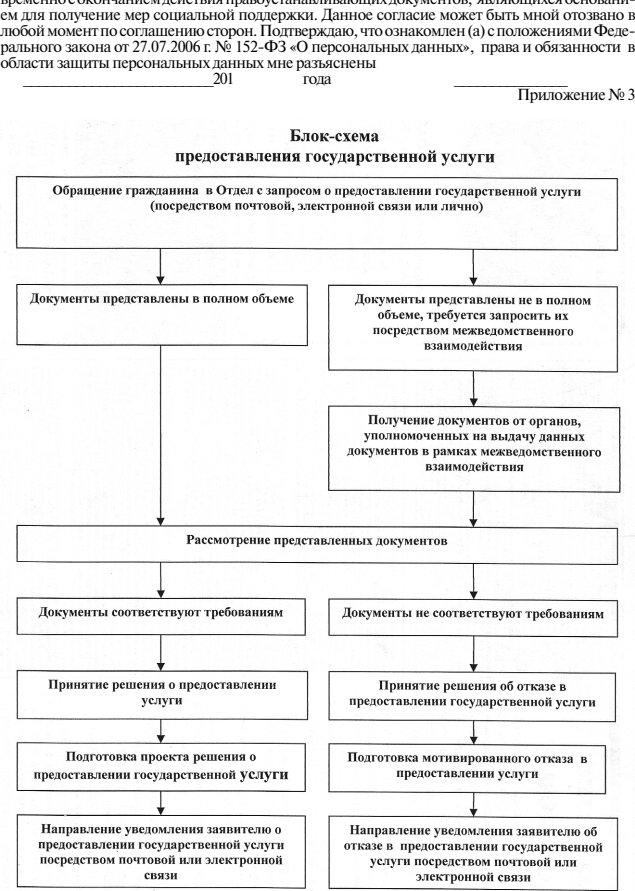 временно с окончанием действия правоустанавливающих документов, являющихся основани-
ем для получение мер социальной поддержки. Данное согласие может быть мной отозвано в
любой момент по соглашению сторон. Подтверждаю, что ознакомлен (а) с положениями Феде-
рального закона от 27.07.2006 г. № 152-ФЗ «О персональных данных», права и обязанности в
области защиты персональных данных мне разъяснены
____________________201 года ____________
Приложение № 3
Блок-схема
предоставления государственной услуги
Обращение гражданина в Отдел с запросом о предоставлении государственной услуги
(посредством почтовой, электронной связи или лично)
Документы представлены в полном объеме
Документы представлены не в полном
объеме, требуется запросить их
посредством межведомственного
взаимодействия
Получение документов от органов,
уполномоченных на выдачу данных
документов в рамках межведомственного
взаимодействия
Рассмотрение представленных документов
Документы соответствуют требованиям
Документы не соответствуют требованиям
Принятие решения о предоставлении
услуги
Принятие решения об отказе в
предоставлении государственной услуги
Подготовка проекта решения о
предоставлении государственной услуги
Подготовка мотивированного отказа в
предоставлении услуги
Направление уведомления заявителю о
предоставлении государственной услуги
посредством почтовой или электронной
связи
Направление уведомления заявителю об
отказе в предоставлении государственной
услуги посредством почтовой или
электронной связи